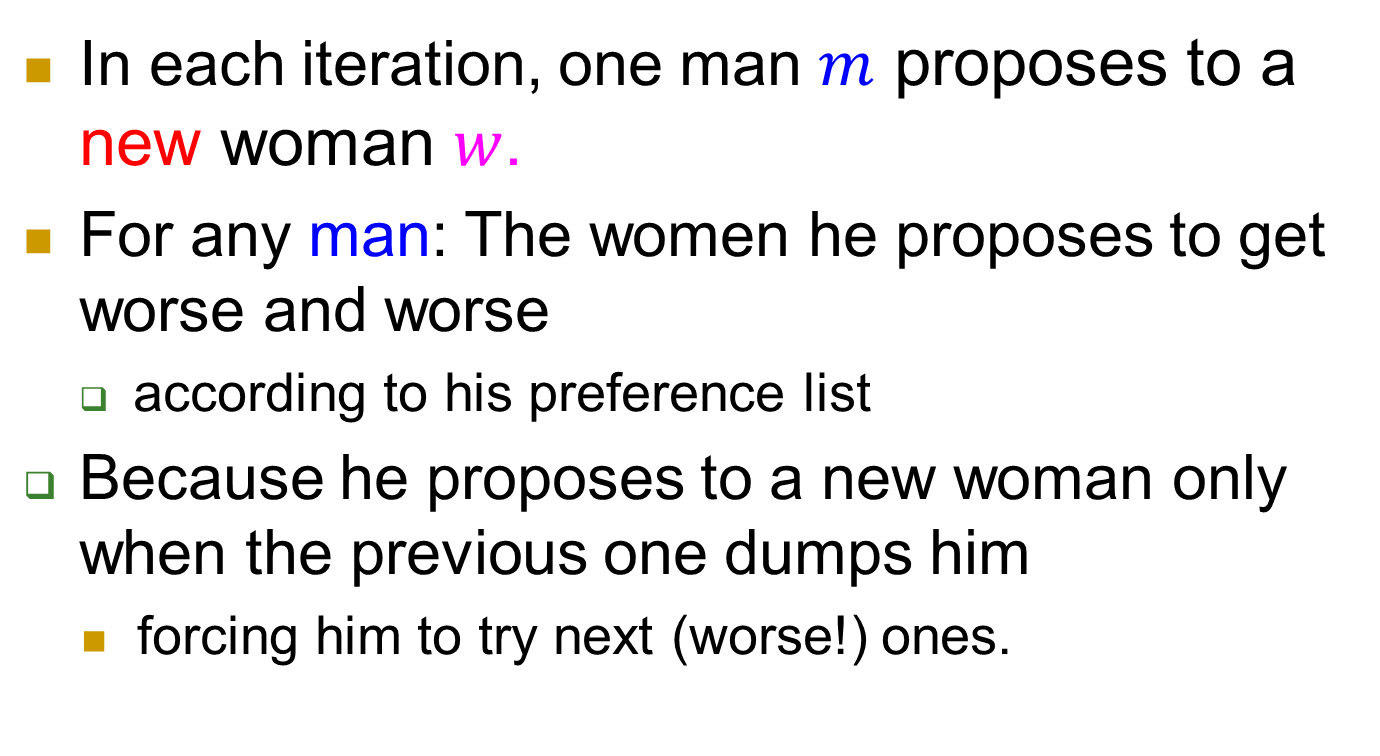 In each iteration, one man m proposes to a
new woman w.
For any man: The women he proposes to get
worse and worse
according to his preference list
Because he proposes to a new woman only
when the previous one dumps him
forcing him to try next (worse!) ones.